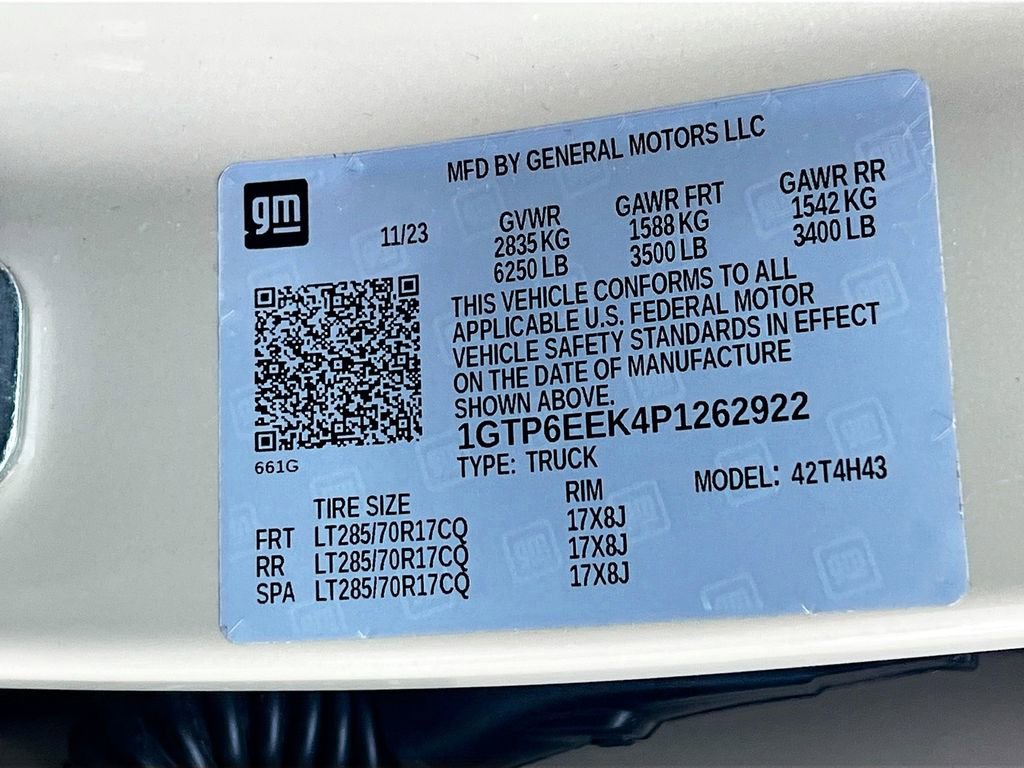 MFD BY GENERAL MOTORS LLC
gm
11/23
GVWR GAWR FRT GAWR RR
2835 KG 1588 KG 1542 KG
6250 LB 3500 LB 3400 LB
THIS VEHICLE CONFORMS TO ALL
APPLICABLE U.S. FEDERAL MOTOR
VEHICLE SAFETY STANDARDS IN EFFECT
ON THE DATE OF MANUFACTURE
SHOWN ABOVE.
1GTP6EEK4P1262922
661G
TYPE: TRUCK MODEL: 42T4H43
TIRE SIZE RIM
FRT LT285/70R17CQ 17X8J
RR LT285/70R17CQ 17X8J
SPA LT285/70R17CQ 17X8J